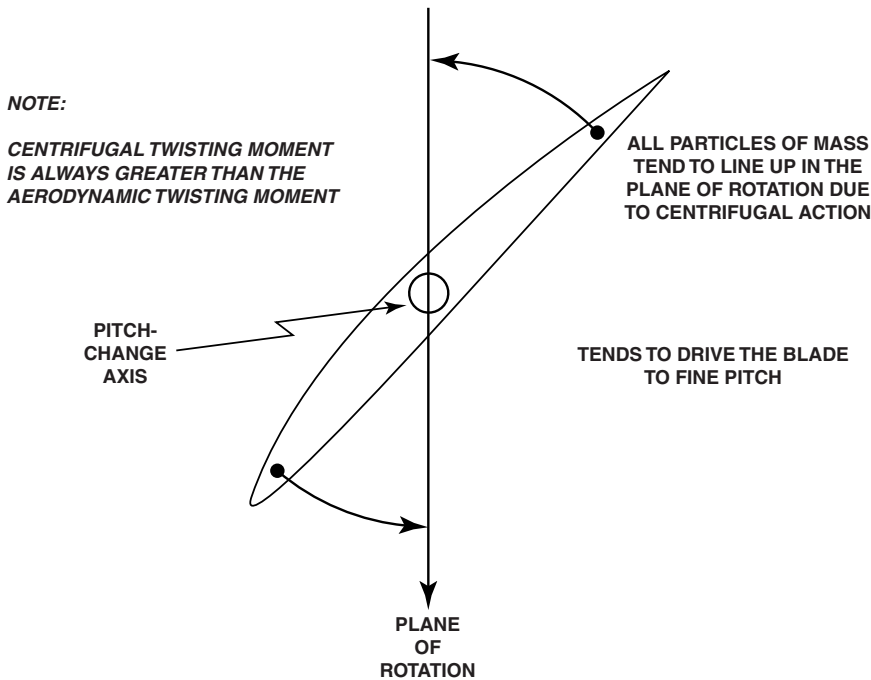 NOTE:
CENTRIFUGAL TWISTING MOMENT
IS ALWAYS GREATER THAN THE
AERODYNAMIC TWISTING MOMENT
ALL PARTICLES OF MASS
TEND TO LINE UP IN THE
PLANE OF ROTATION DUE
TO CENTRIFUGAL ACTION
PITCH-
CHANGE
AXIS
TENDS TO DRIVE THE BLADE
TO FINE PITCH
PLANE
OF
ROTATION